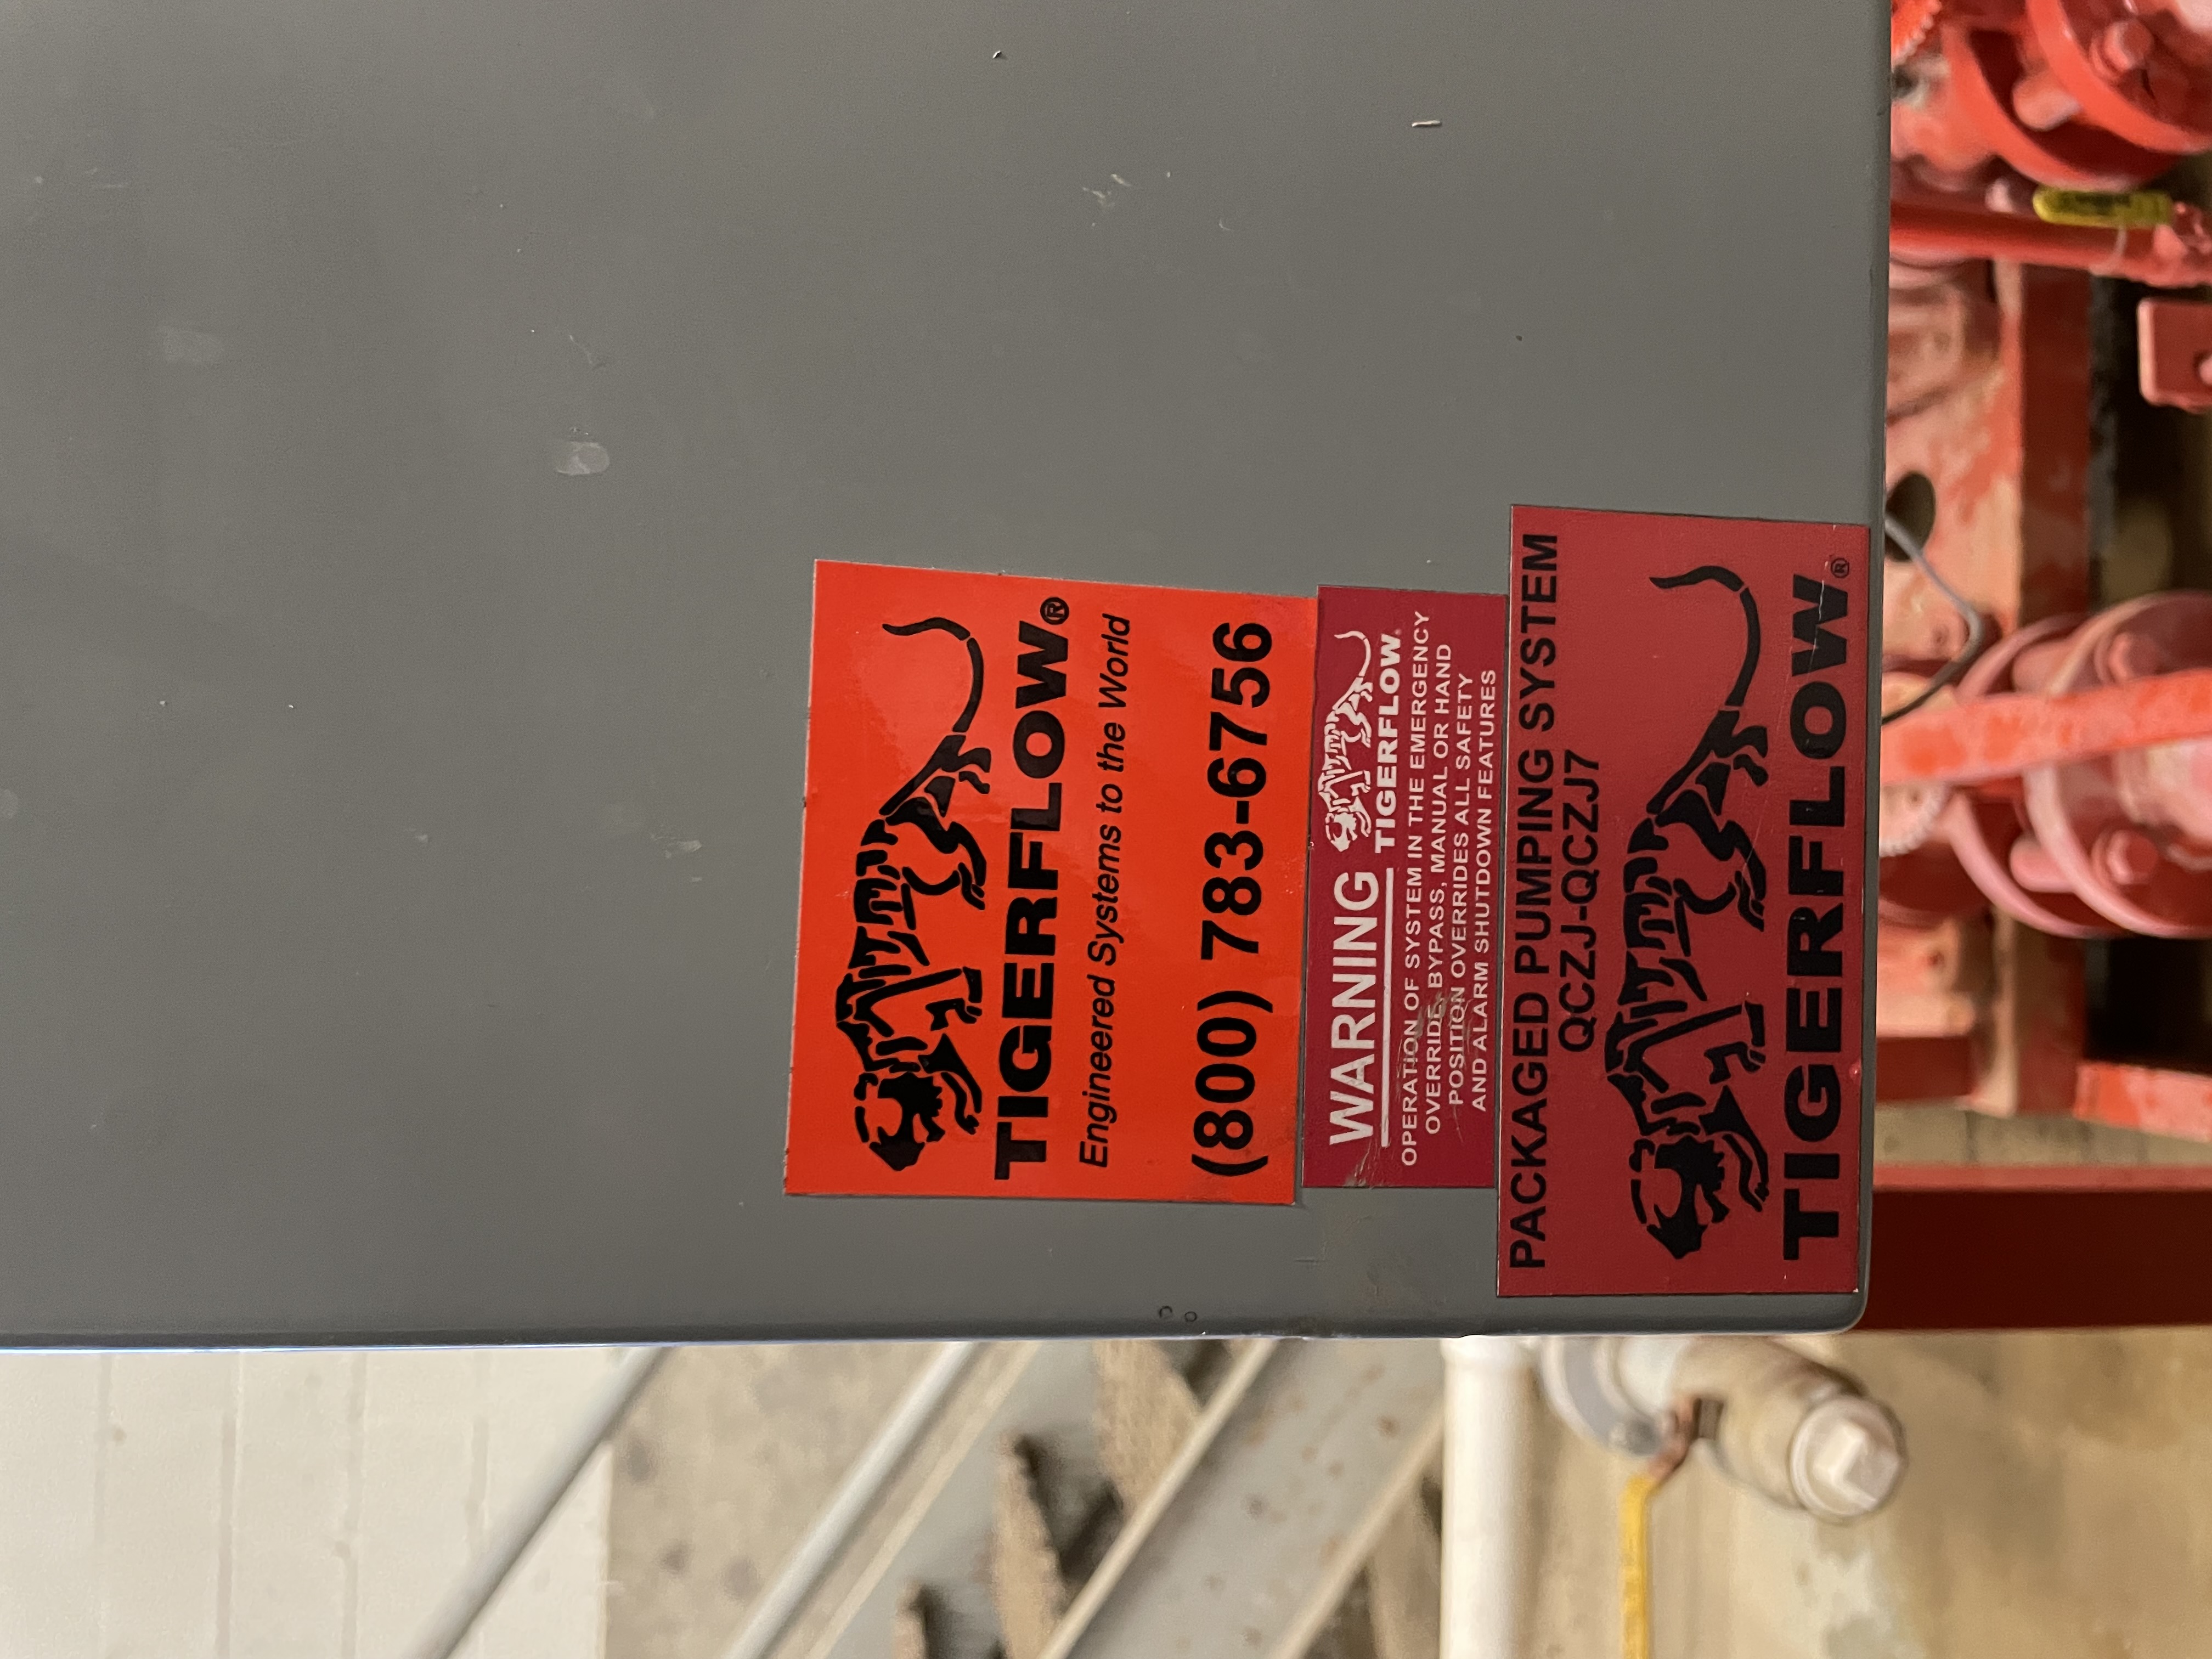 TIGERFLOW®
Engineered Systems to the World
(800) 783-6756
WARNING TIGERFLOW®
OPERATION OF SYSTEM IN THE EMERGENCY
OVERRIDE, BYPASS, MANUAL OR HAND
POSITION OVERRIDES ALL SAFETY
AND ALARM SHUTDOWN FEATURES
PACKAGED PUMPING SYSTEM
QCZJ-QCZJ7
TIGERFLOW®